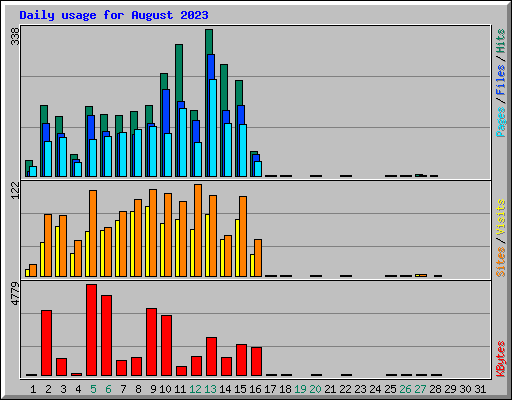 Daily usage for August 2023
338
Pages/Files/Hits
122
Sites/Visits
4779
KBytes
1 2 3 4 5 6 7 8 9 10 11 12 13 14 15 16 17 18 19 20 21 22 23 24 25 26 27 28 29 30 31